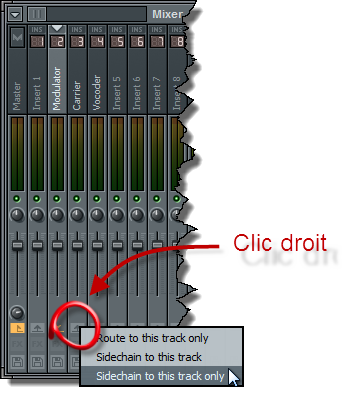 Mixer
INS INS INS INS INS INS INS INS
1 2 3 4 5 6 7 8
Master
Insert 1
Modulator
Carrier
Vocoder
Insert 5
Insert 6
Insert 7
Insert 8
Clic droit
Route to this track only
Sidechain to this track
Sidechain to this track only